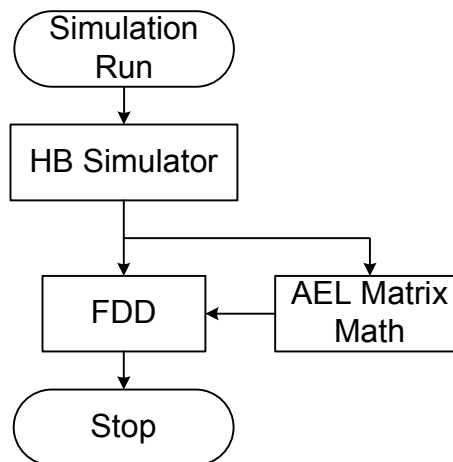 Simulation
Run
HB Simulator
FDD
AEL Matrix
Math
Stop